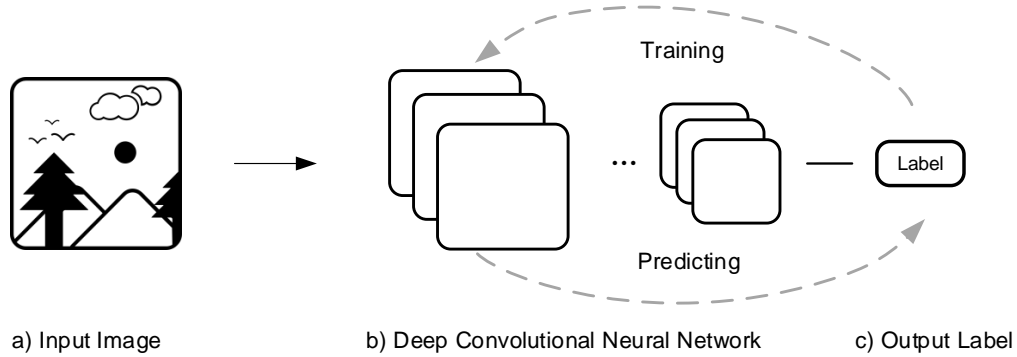 Training
Label
Predicting
a) Input Image
b) Deep Convolutional Neural Network
c) Output Label